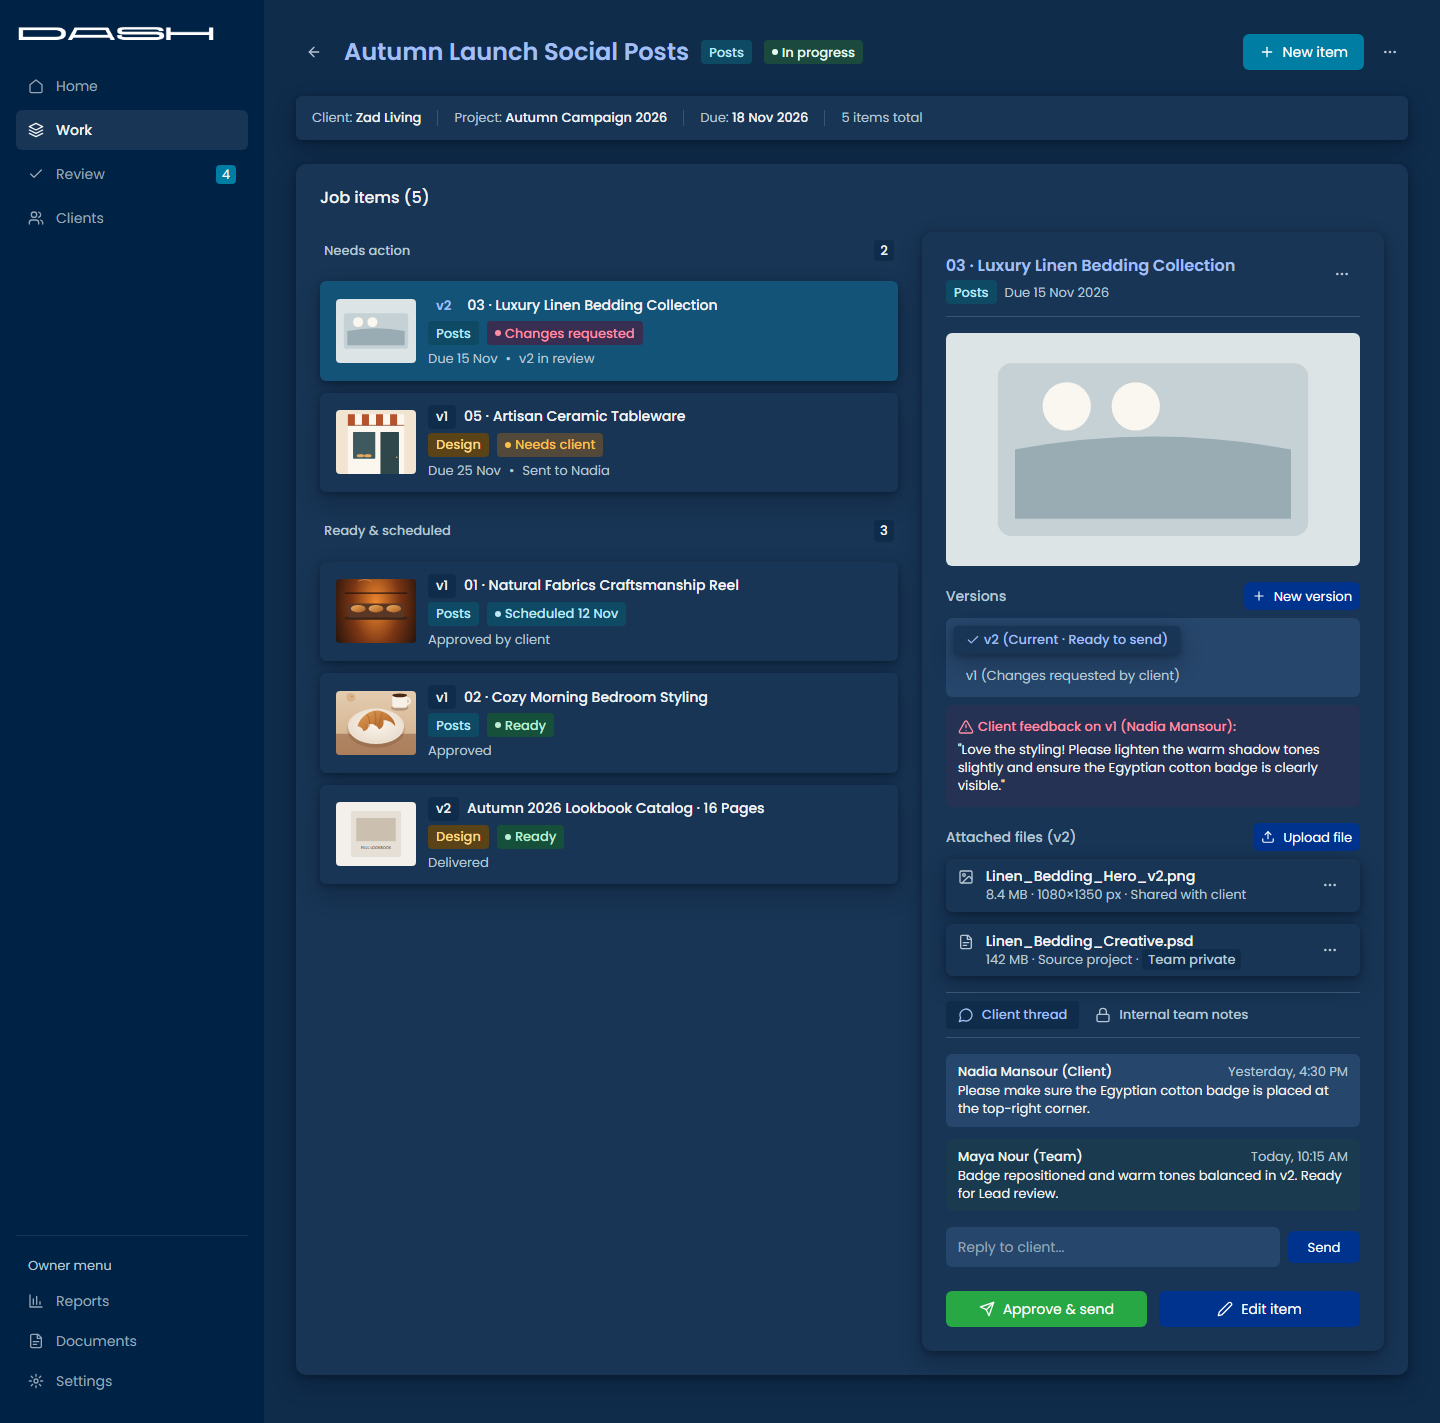 DASH
Home
Work
Review 4
Clients
Owner menu
Reports
Documents
Settings
Autumn Launch Social Posts Posts In progress
New item
Client: Zad Living Project: Autumn Campaign 2026 Due: 18 Nov 2026 5 items total
Job items (5)
Needs action 2
v2 03 · Luxury Linen Bedding Collection
Posts Changes requested
Due 15 Nov • v2 in review
v1 05 · Artisan Ceramic Tableware
Design Needs client
Due 25 Nov • Sent to Nadia
Ready & scheduled 3
v1 01 · Natural Fabrics Craftsmanship Reel
Posts Scheduled 12 Nov
Approved by client
v1 02 · Cozy Morning Bedroom Styling
Posts Ready
Approved
FALL LOOKBOOK
v2 Autumn 2026 Lookbook Catalog · 16 Pages
Design Ready
Delivered
03 · Luxury Linen Bedding Collection
Posts Due 15 Nov 2026
Versions New version
v2 (Current · Ready to send)
v1 (Changes requested by client)
Client feedback on v1 (Nadia Mansour):
"Love the styling! Please lighten the warm shadow tones
slightly and ensure the Egyptian cotton badge is clearly
visible."
Attached files (v2) Upload file
Linen_Bedding_Hero_v2.png
8.4 MB · 1080×1350 px · Shared with client
Linen_Bedding_Creative.psd
142 MB · Source project · Team private
Client thread Internal team notes
Nadia Mansour (Client) Yesterday, 4:30 PM
Please make sure the Egyptian cotton badge is placed at
the top-right corner.
Maya Nour (Team) Today, 10:15 AM
Badge repositioned and warm tones balanced in v2. Ready
for Lead review.
Reply to client... Send
Approve & send Edit item